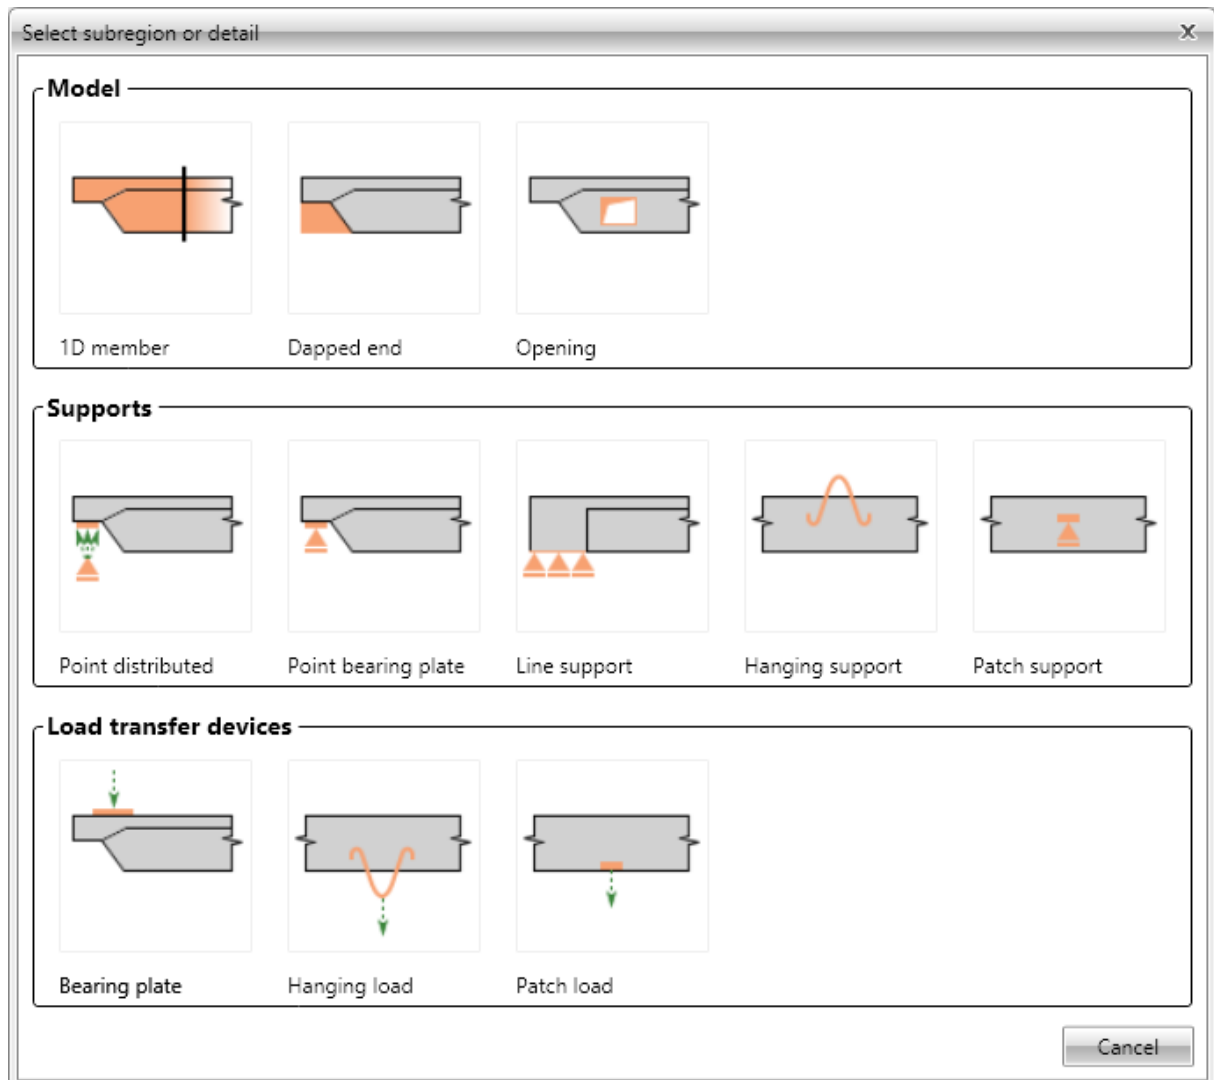 Select subregion or detail
x
Model
1D member
Dapped end
Opening
Supports
Point distributed
Point bearing plate
Line support
Hanging support
Patch support
Load transfer devices
Bearing plate
Hanging load
Patch load
Cancel